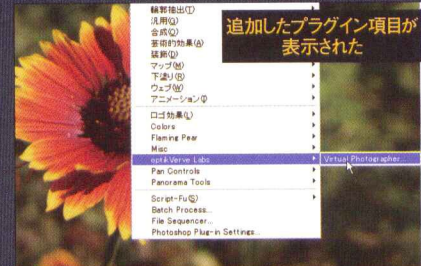 輪郭抽出(T)
汎用(G)
合成(C)
芸術的効果(A)
装飾(D)
マップ(M)
下塗り(R)
ウェブ(W)
アニメーション(I)
ロゴ効果(L)
Colors
Flaming Pear
Misc
optikVerve Labs
Pan Controls
Panorama Tools
Script-Fu(S)
Batch Process...
File Sequencer...
Photoshop Plug-in Settings...
Virtual Photographer...
追加したプラグイン項目が
表示された